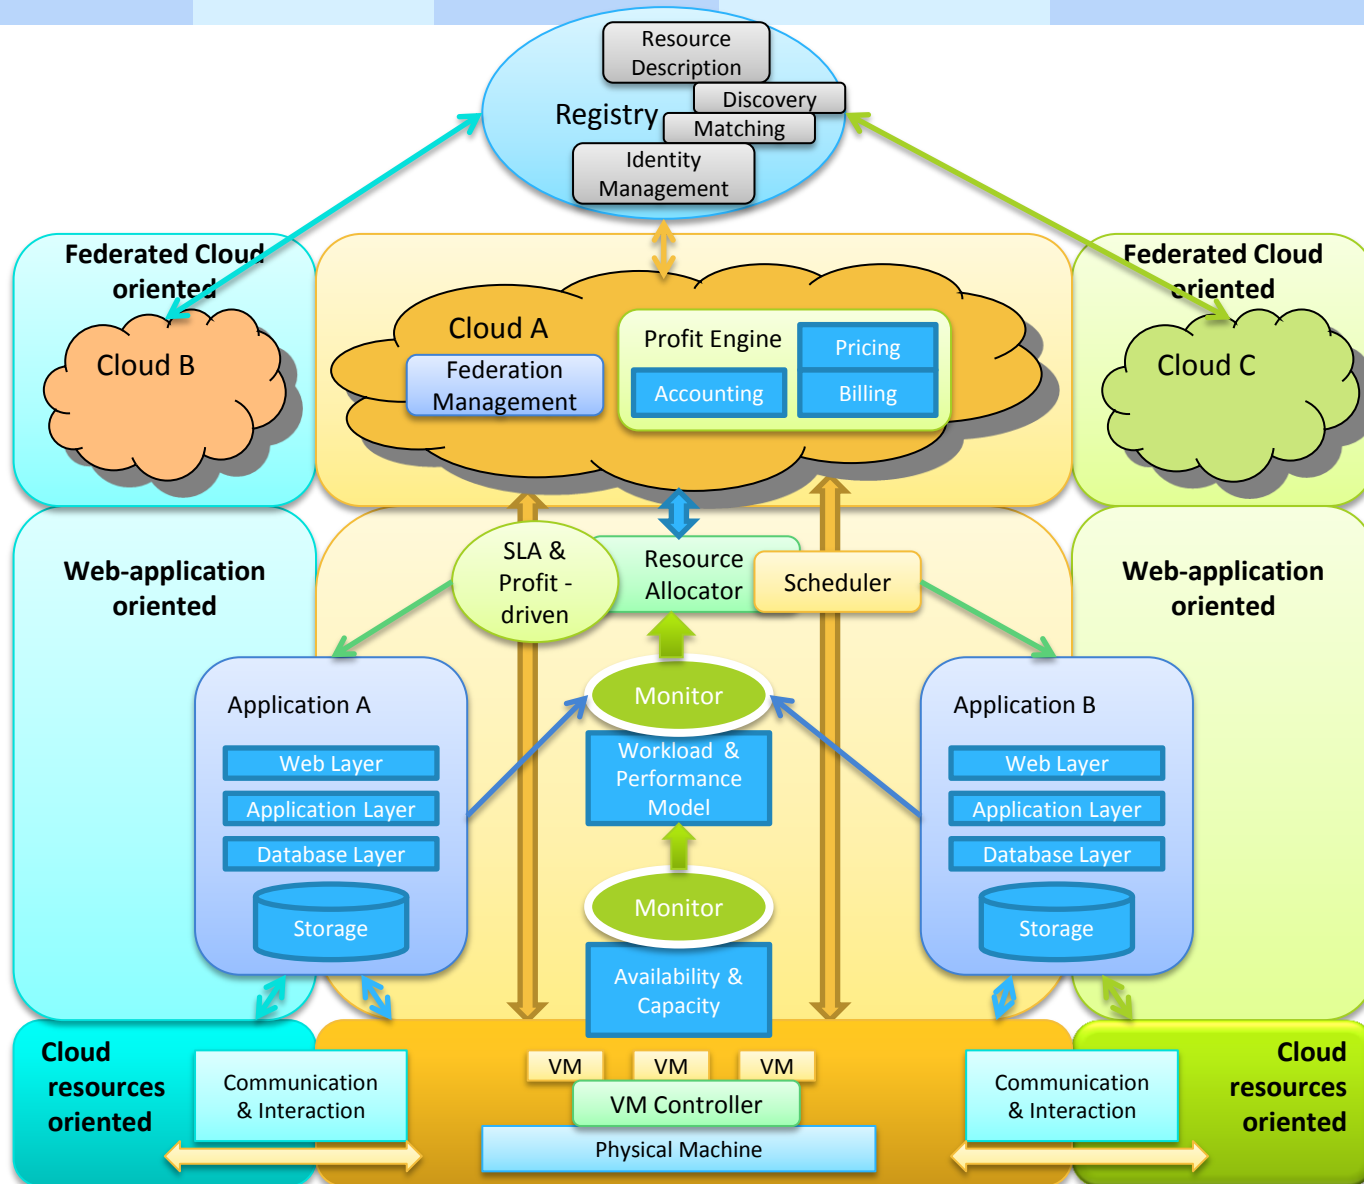 Resource
Description
Discovery
Registry
Matching
Identity
Management
Federated Cloud
oriented
Federated Cloud
oriented
Cloud B
Cloud A
Federation
Management
Profit Engine
Pricing
Accounting
Billing
Cloud C
Web-application
oriented
SLA &
Profit -
driven
Resource
Allocator
Scheduler
Web-application
oriented
Application A
Web Layer
Application Layer
Database Layer
Storage
Monitor
Workload &
Performance
Model
Monitor
Availability &
Capacity
Application B
Web Layer
Application Layer
Database Layer
Storage
Cloud
resources
oriented
Communication
& Interaction
VM
VM
VM
VM Controller
Physical Machine
Communication
& Interaction
Cloud
resources
oriented